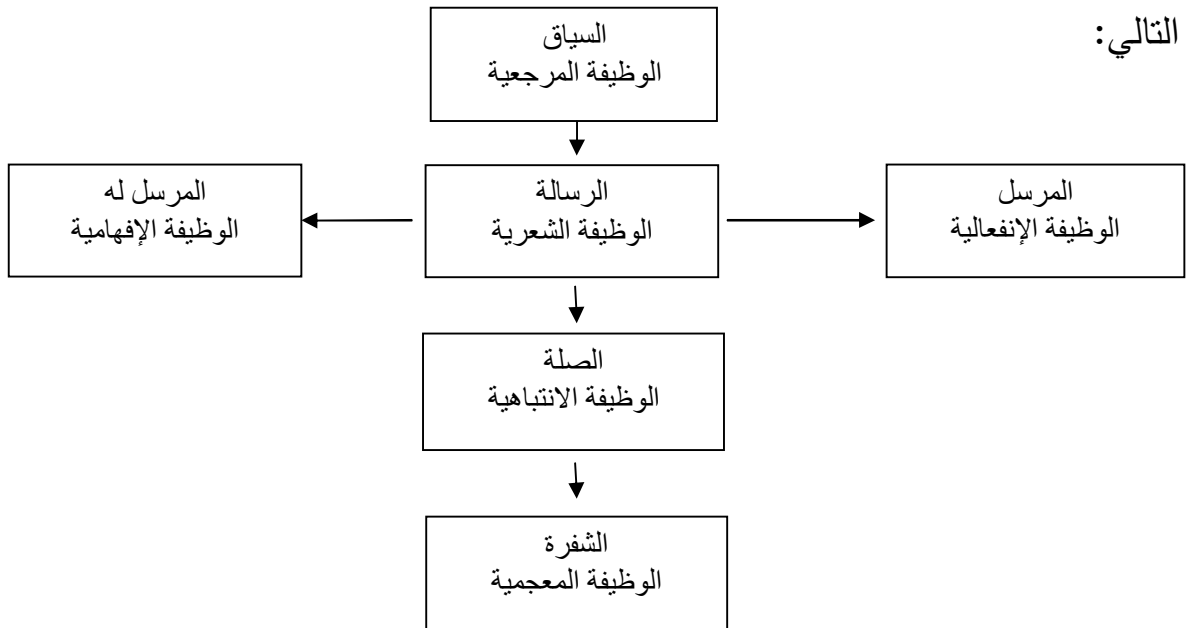 التالي:
السياق
الوظيفة المرجعية
المرسل
الوظيفة الإنفعالية
الرسالة
الوظيفة الشعرية
المرسل له
الوظيفة الإفهامية
الصلة
الوظيفة الانتباهية
الشفرة
الوظيفة المعجمية